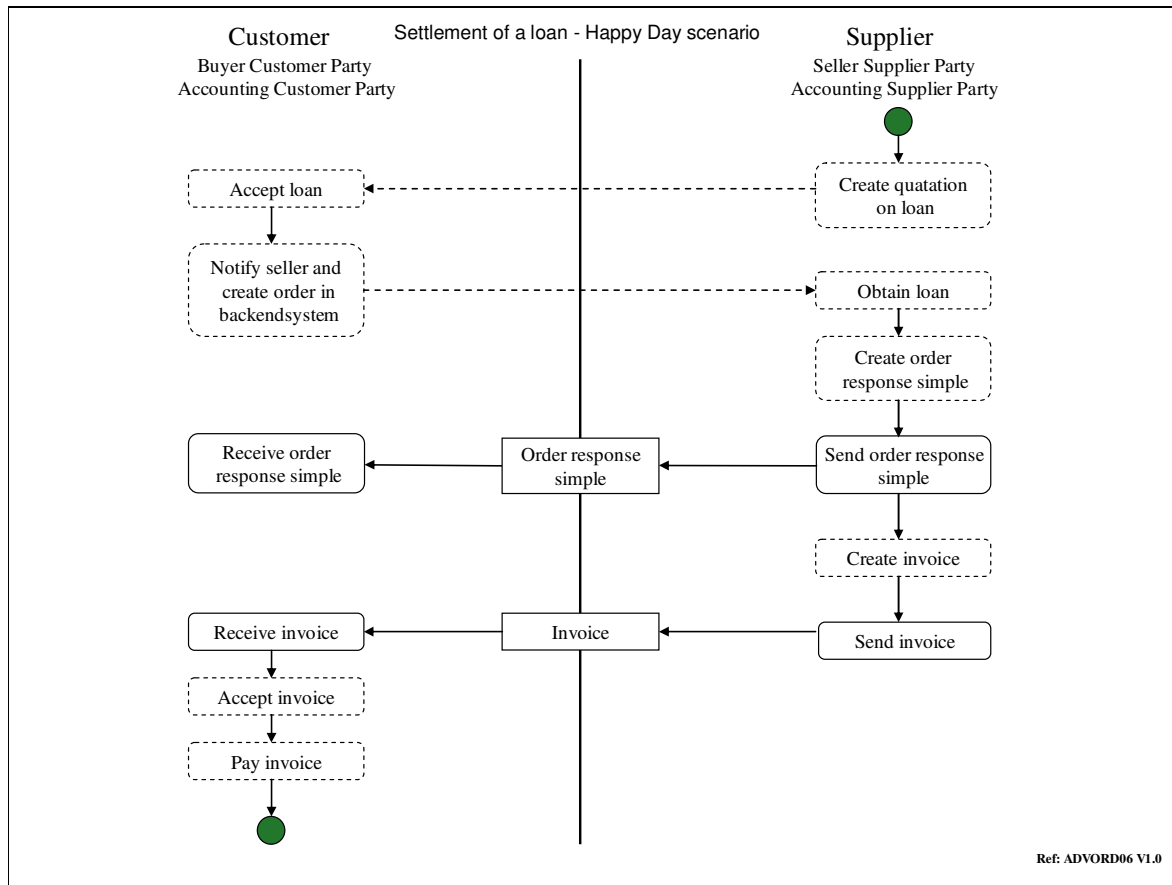 Customer
Buyer Customer Party
Accounting Customer Party
Settlement of a loan - Happy Day scenario
Supplier
Seller Supplier Party
Accounting Supplier Party
Create quatation
on loan
Accept loan
Notify seller and
create order in
backendsystem
Obtain loan
Create order
response simple
Send order response
simple
Order response
simple
Receive order
response simple
Create invoice
Send invoice
Invoice
Receive invoice
Accept invoice
Pay invoice
Ref: ADVORD06 V1.0